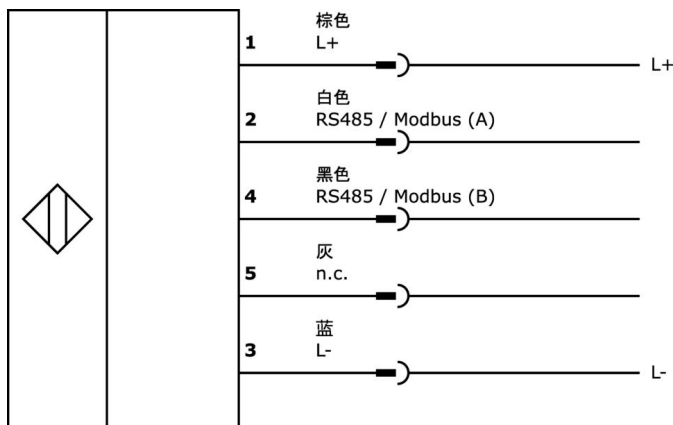 棕色
1 L+
L+
白色
2 RS485 / Modbus (A)
黑色
4 RS485 / Modbus (B)
灰
5 n.c.
蓝
3 L-
L-